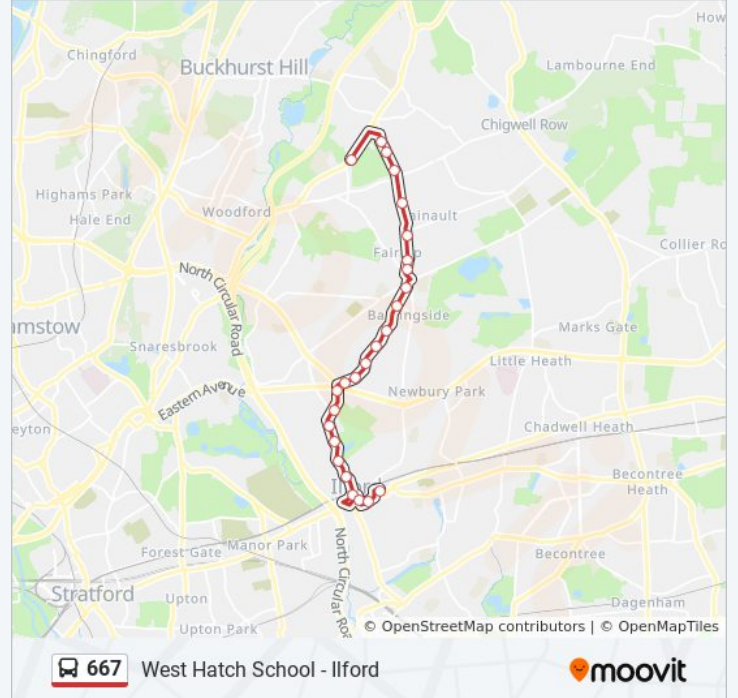 How
Chingford
Buckhurst Hill
Lambourne End
Chigwell Row
Highams Park
Hale End
Woodford
ainault
Collier Ro
Fairlop
North Circular Road
amstow
Snaresbrook
Barkingside
Marks Gate
Little Heath
Eastern Avenue
Newbury Park
eyton
Chadwell Heath
Ilford
Becontree
Heath
Forest Gate
Manor Park
North Circular Roa
Becontree
Stratford
Upton
Dagenham
Upton Park
© OpenStreetMap contributors | © OpenMapTiles
667 West Hatch School - Ilford
moovit